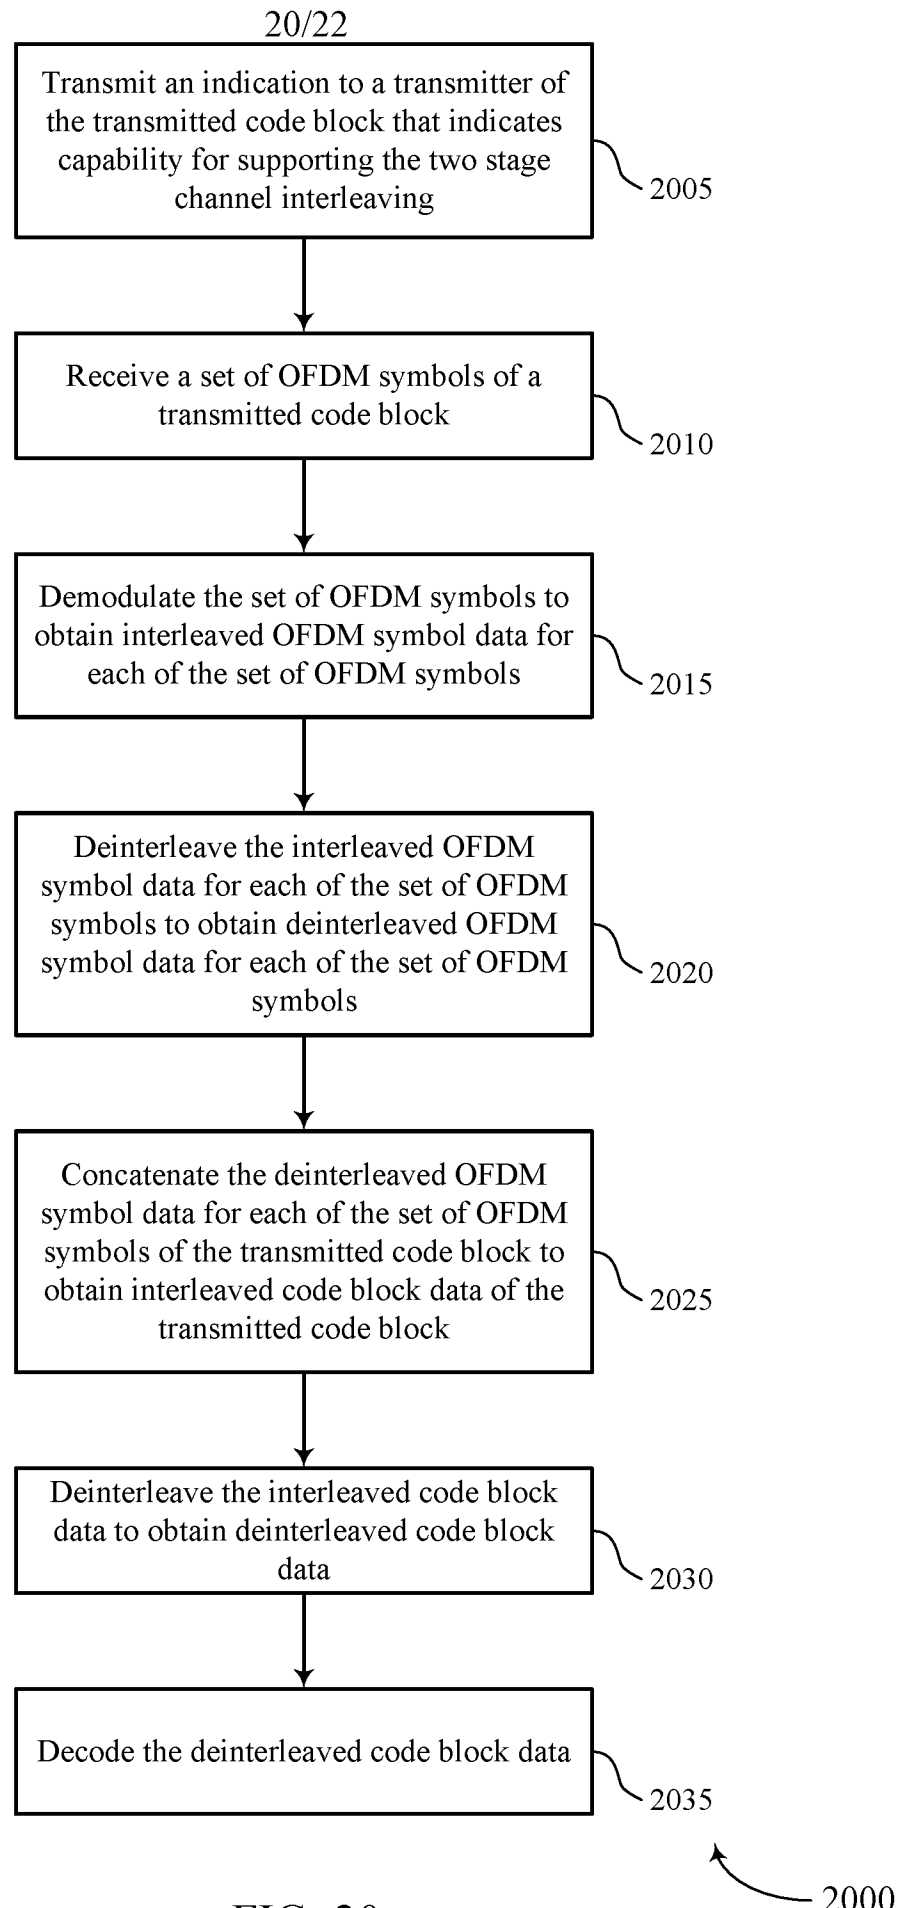 20/22
Transmit an indication to a transmitter of
the transmitted code block that indicates
capability for supporting the two stage
channel interleaving
2005
Receive a set of OFDM symbols of a
transmitted code block
2010
Demodulate the set of OFDM symbols to
obtain interleaved OFDM symbol data for
each of the set of OFDM symbols
2015
Deinterleave the interleaved OFDM
symbol data for each of the set of OFDM
symbols to obtain deinterleaved OFDM
symbol data for each of the set of OFDM
symbols
2020
Concatenate the deinterleaved OFDM
symbol data for each of the set of OFDM
symbols of the transmitted code block to
obtain interleaved code block data of the
transmitted code block
2025
Deinterleave the interleaved code block
data to obtain deinterleaved code block
data
2030
Decode the deinterleaved code block data
2035
2000